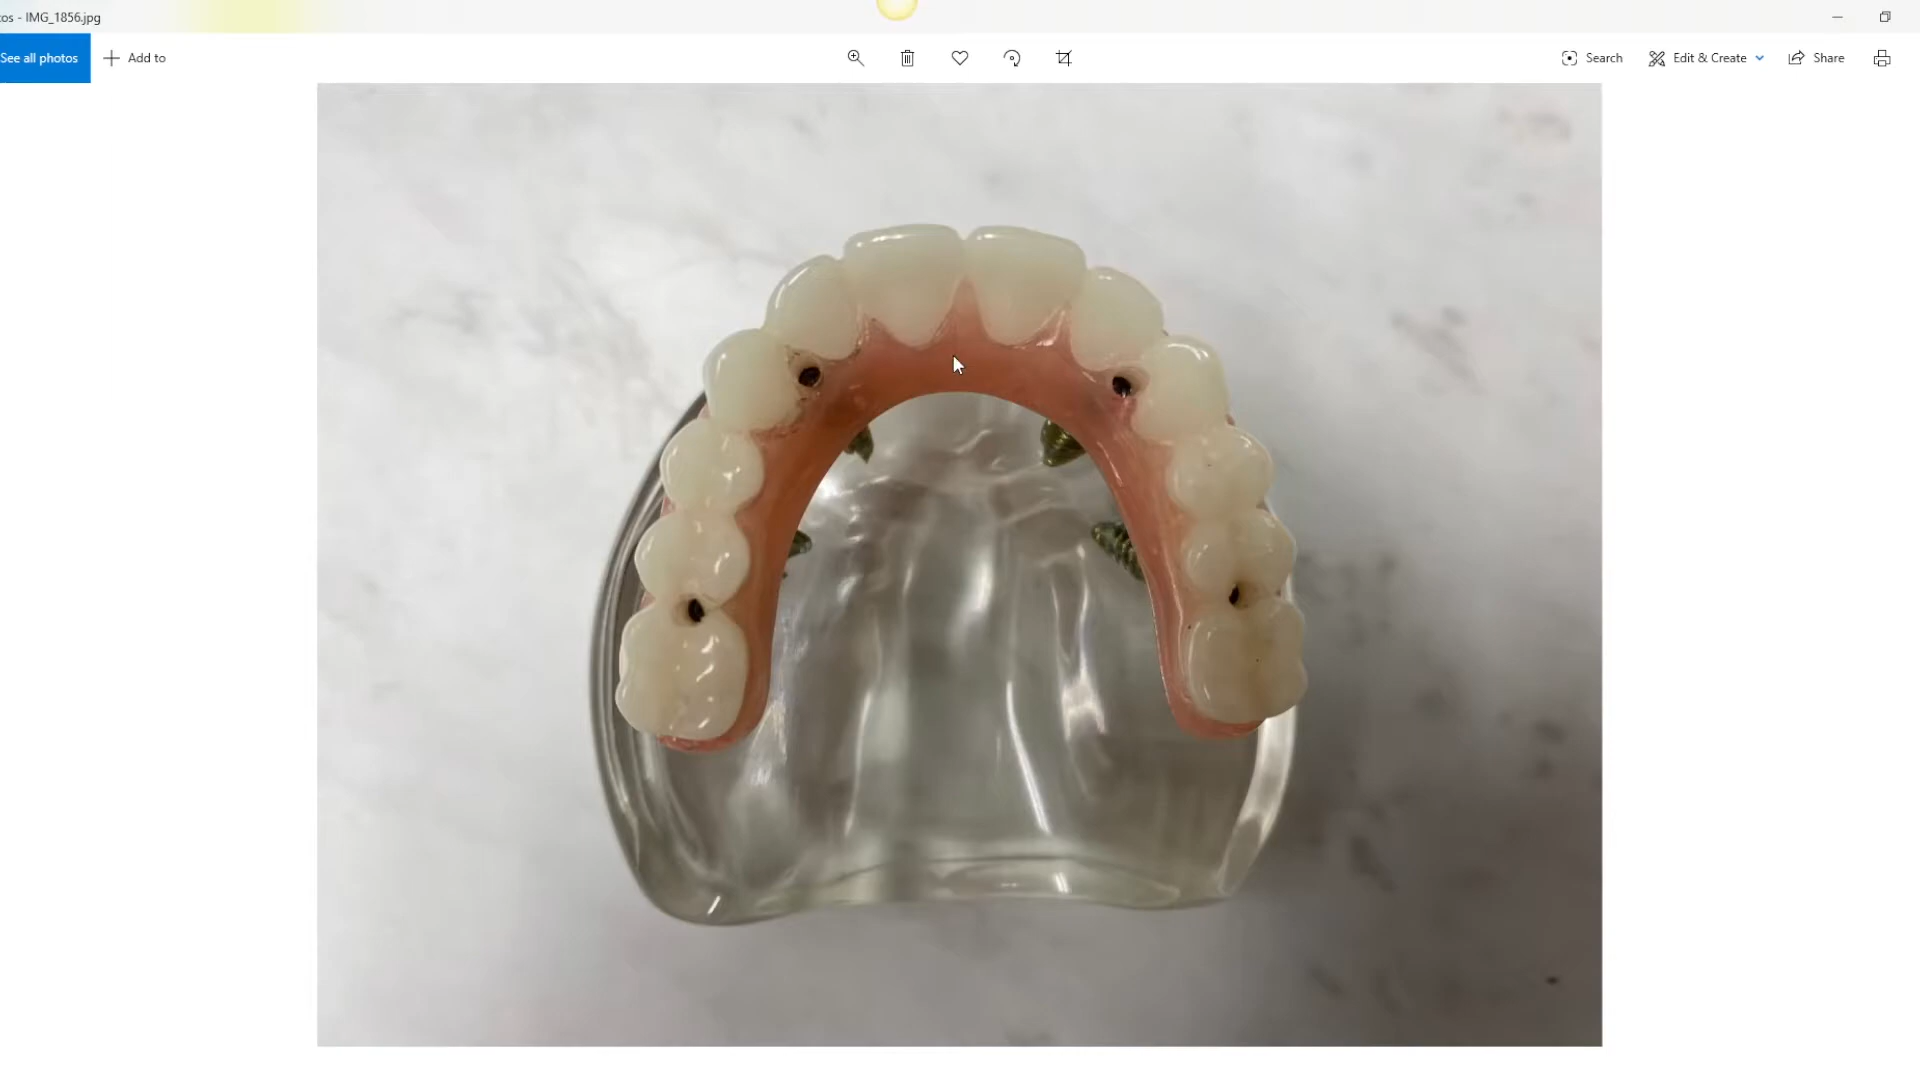 os - IMG_1856.jpg
See all photos
Add to
Search
Edit & Create
Share